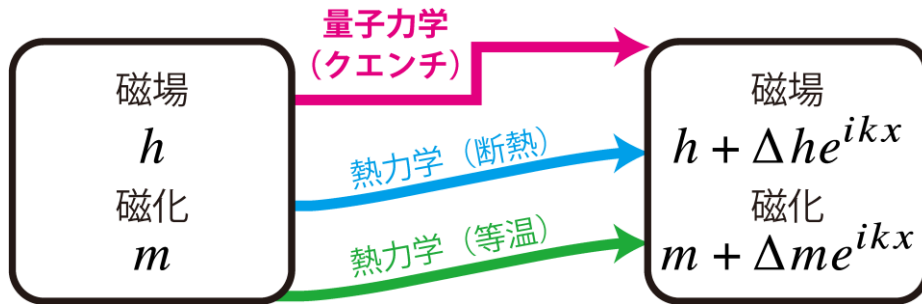 磁場
h
磁化
m
量子力学
（クエンチ）
熱力学（断熱）
熱力学（等温）
磁場
h + Δhe^{ikx}
磁化
m + Δme^{ikx}